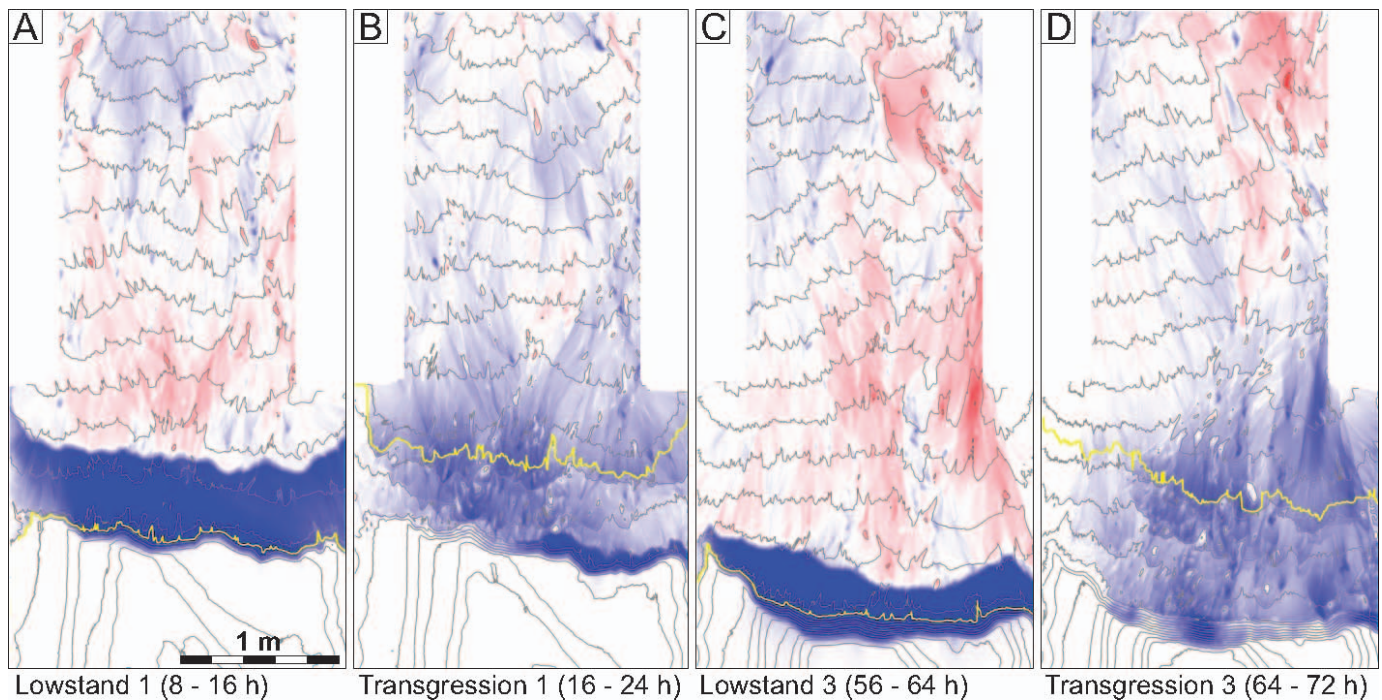 A B C D
1 m
Lowstand 1 (8 - 16 h) Transgression 1 (16 - 24 h) Lowstand 3 (56 - 64 h) Transgression 3 (64 - 72 h)